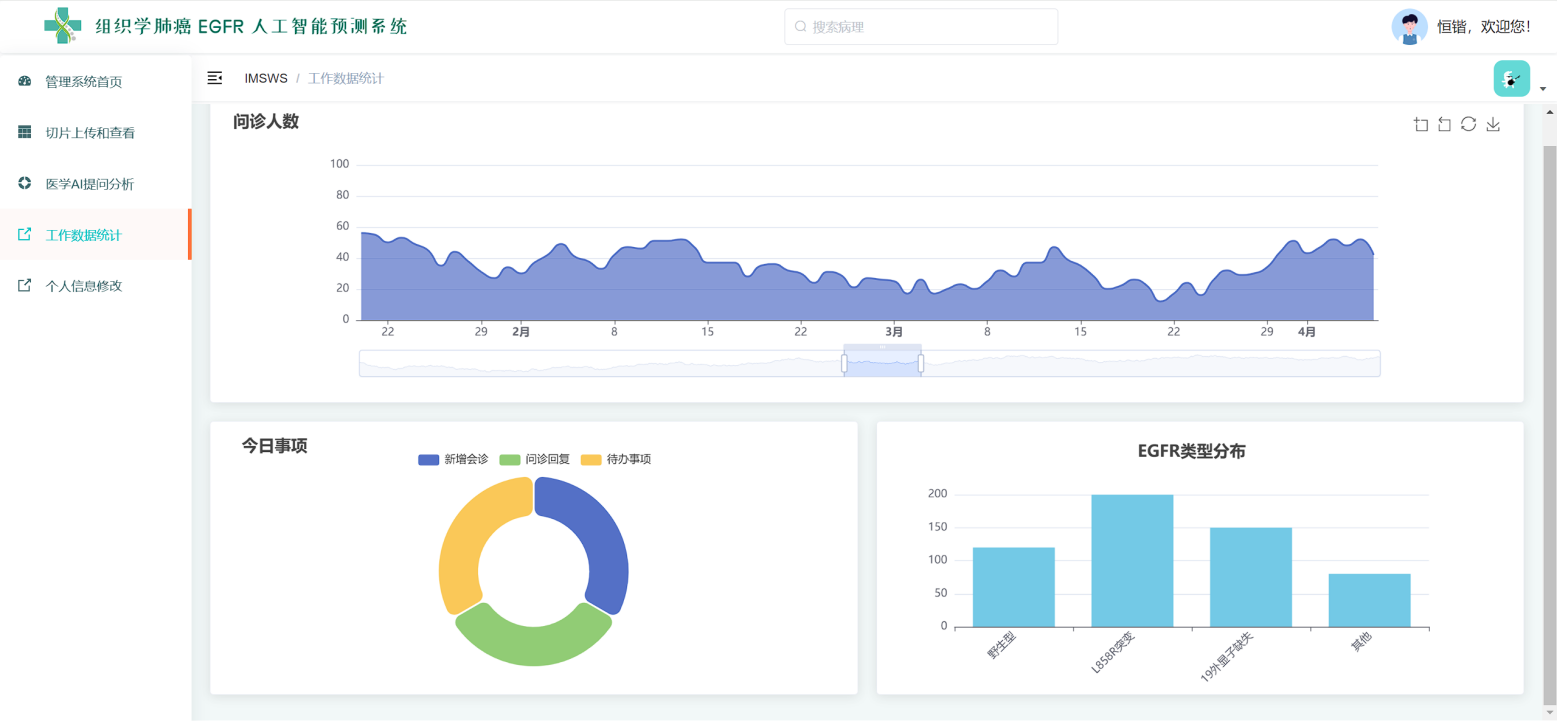 组织学肺癌 EGFR 人工智能预测系统
搜索病理
恒锴，欢迎您！
管理系统首页
切片上传和查看
医学AI提问分析
工作数据统计
个人信息修改
IMSWS / 工作数据统计
问诊人数
100
80
60
40
20
0
22 29 2月 8 15 22 3月 8 15 22 29 4月
今日事项
新增会诊 问诊回复 待办事项
EGFR类型分布
200
150
100
50
0
野生型 L858R突变 19外显子缺失 其他